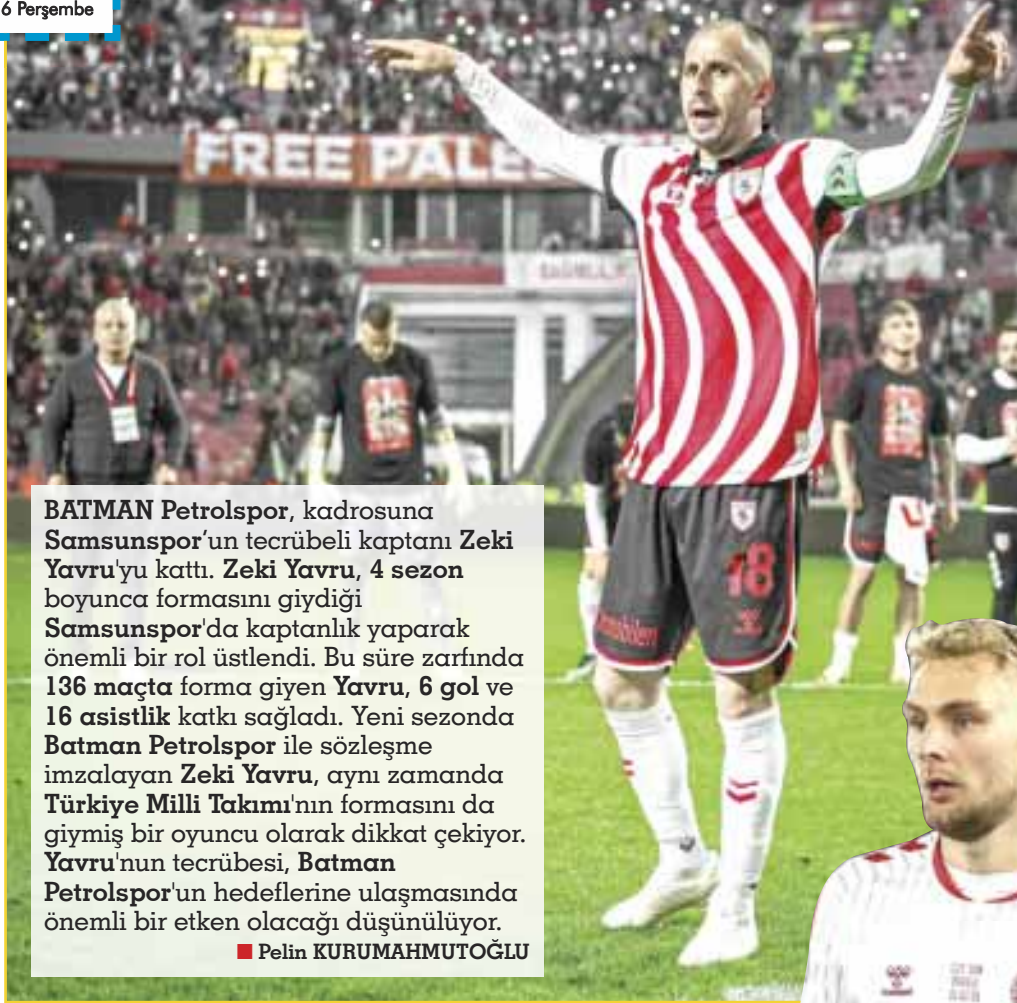 6 Perşembe
FREE PALES
18
BATMAN Petrolspor, kadrosuna
Samsunspor'un tecrübeli kaptanı Zeki
Yavru'yu kattı. Zeki Yavru, 4 sezon
boyunca formasını giydiği
Samsunspor'da kaptanlık yaparak
önemli bir rol üstlendi. Bu süre zarfında
136 maçta forma giyen Yavru, 6 gol ve
16 asistlik katkı sağladı. Yeni sezonda
Batman Petrolspor ile sözleşme
imzalayan Zeki Yavru, aynı zamanda
Türkiye Milli Takımı'nın formasını da
giymiş bir oyuncu olarak dikkat çekiyor.
Yavru'nun tecrübesi, Batman
Petrolspor'un hedeflerine ulaşmasında
önemli bir etken olacağı düşünülüyor.
Pelin KURUMAHMUTOĞLU